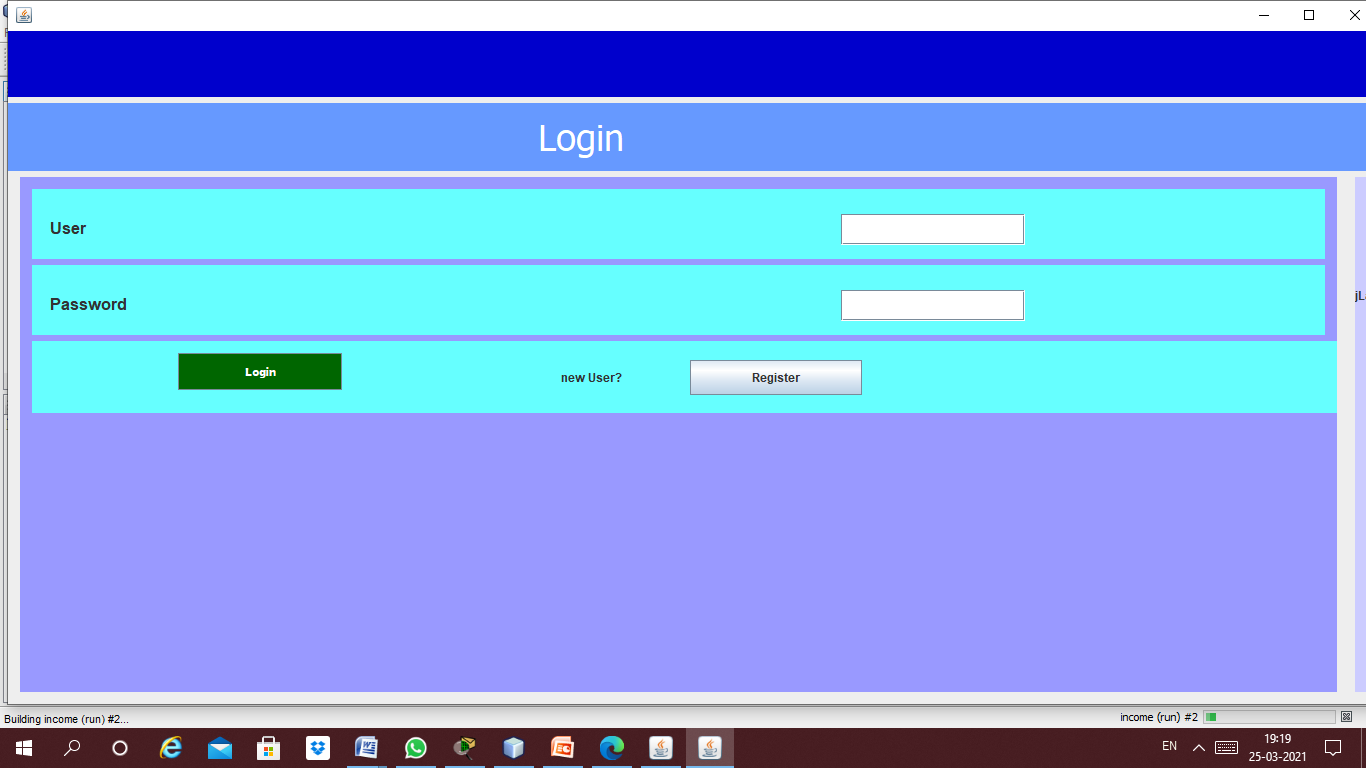 Login
User
Password
Login
new User?
Register
Building income (run) #2...
income (run) #2
EN
19:19
25-03-2021